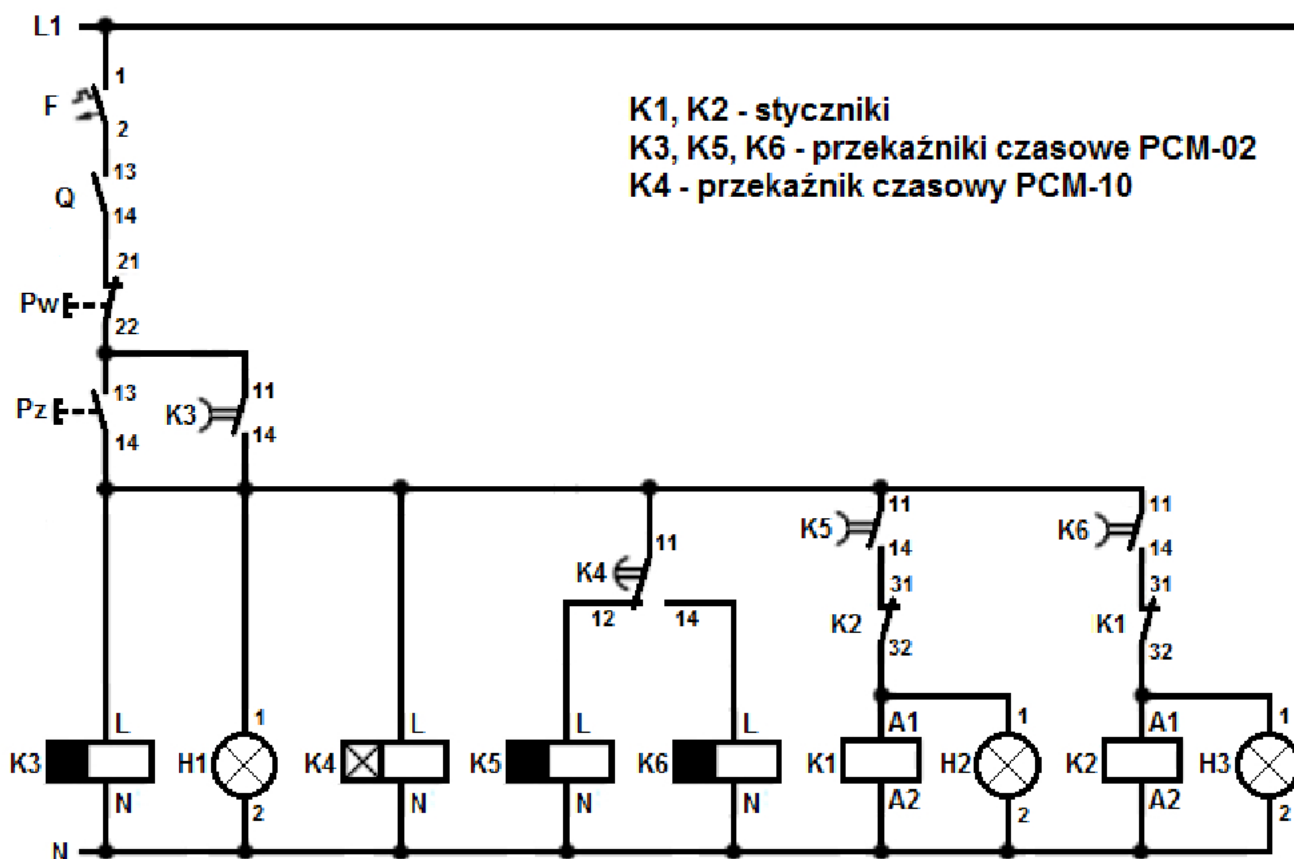 L1
1
F
2
K1, K2 - styczniki
K3, K5, K6 - przekaźniki czasowe PCM-02
K4 - przekaźnik czasowy PCM-10
13
Q
14
21
Pw
22
13
Pz
14
11
K3
14
11
K4
12
14
11
K5
14
31
K2
32
11
K6
14
31
K1
32
L
K3
N
1
H1
2
L
K4
N
L
K5
N
L
K6
N
A1
K1
A2
1
H2
2
A1
K2
A2
1
H3
2
N